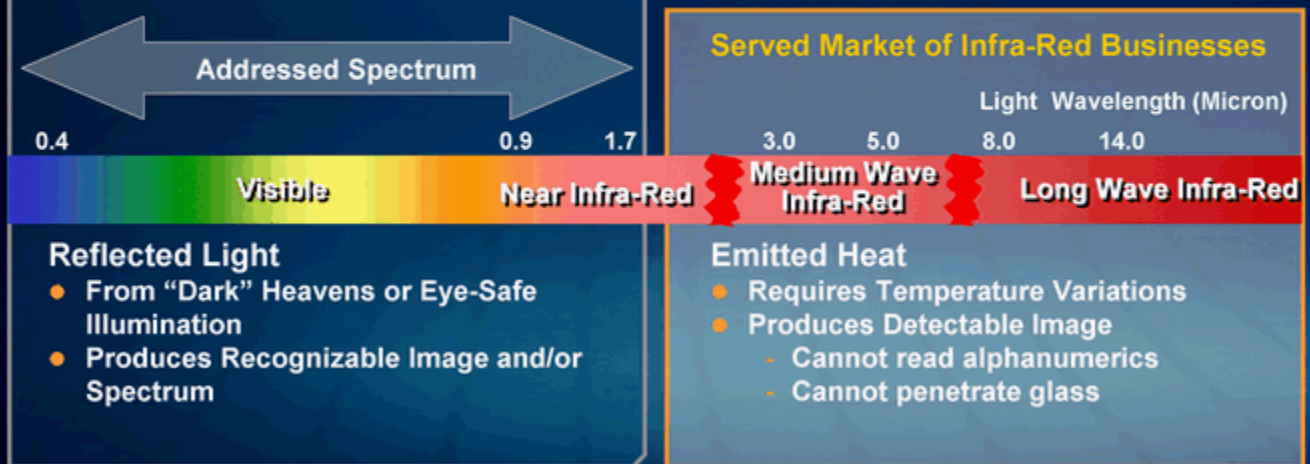 Addressed Spectrum
Served Market of Infra-Red Businesses
Light Wavelength (Micron)
0.4 0.9 1.7 3.0 5.0 8.0 14.0
Visible
Near Infra-Red
Medium Wave
Infra-Red
Long Wave Infra-Red
Reflected Light
From “Dark” Heavens or Eye-Safe
Illumination
Produces Recognizable Image and/or
Spectrum
Emitted Heat
Requires Temperature Variations
Produces Detectable Image
- Cannot read alphanumerics
- Cannot penetrate glass